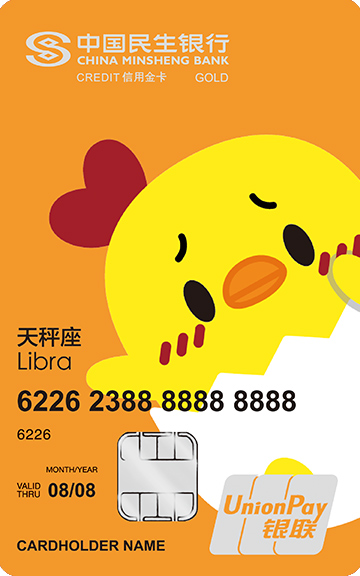 中国民生银行
CHINA MINSHENG BANK
CREDIT 信用金卡 GOLD
天秤座
Libra
6226 2388 8888 8888
6226
MONTH/YEAR
VALID THRU 08/08
CARDHOLDER NAME
UnionPay
银联